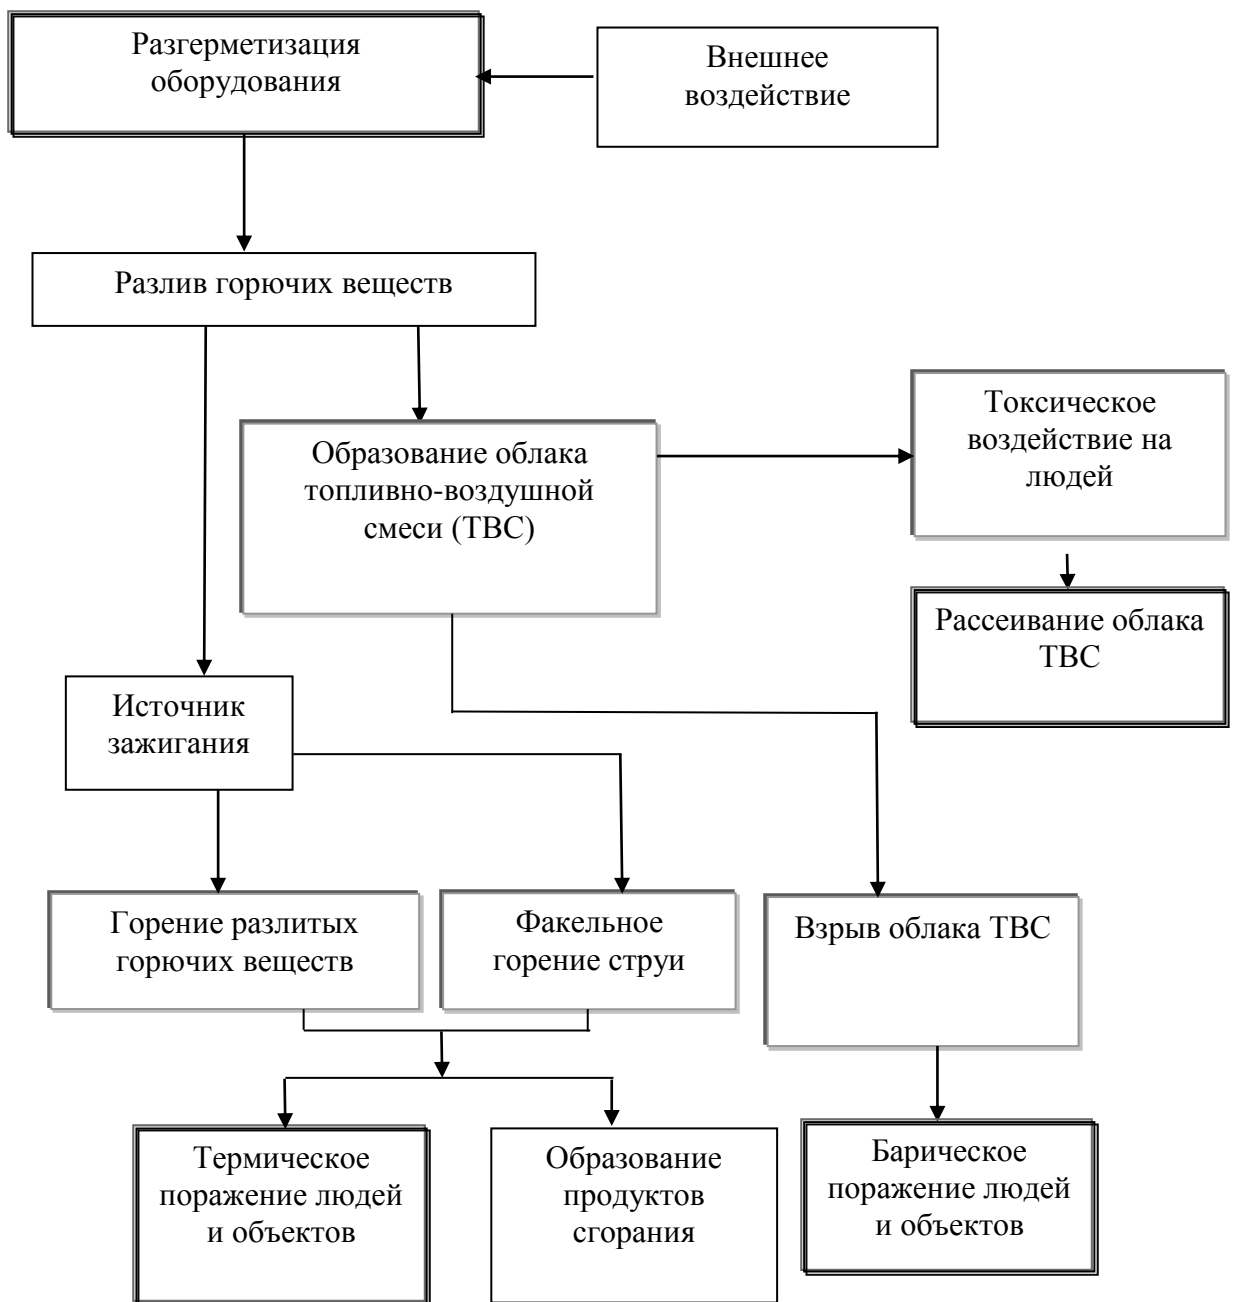 Разгерметизация
оборудования
Внешнее
воздействие
Разлив горючих веществ
Образование облака
топливно-воздушной
смеси (ТВС)
Токсическое
воздействие на
людей
Рассеивание облака
ТВС
Источник
зажигания
Горение разлитых
горючих веществ
Факельное
горение струи
Взрыв облака ТВС
Термическое
поражение людей
и объектов
Образование
продуктов
сгорания
Барическое
поражение людей
и объектов